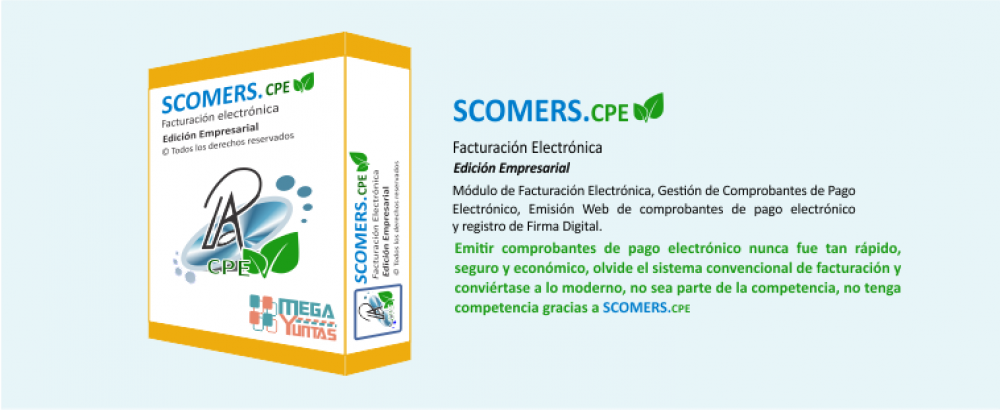 SCOMERS.CPE
Facturación electrónica
Edición Empresarial
© Todos los derechos reservados
PA
CPE
MEGA
YUNTAS
SCOMERS.CPE
Facturación Electrónica
Edición Empresarial
© Todos los derechos reservados
SCOMERS.CPE
Facturación Electrónica
Edición Empresarial
Módulo de Facturación Electrónica, Gestión de Comprobantes de Pago
Electrónico, Emisión Web de comprobantes de pago electrónico
y registro de Firma Digital.
Emitir comprobantes de pago electrónico nunca fue tan rápido,
seguro y económico, olvide el sistema convencional de facturación y
conviértase a lo moderno, no sea parte de la competencia, no tenga
competencia gracias a SCOMERS.CPE